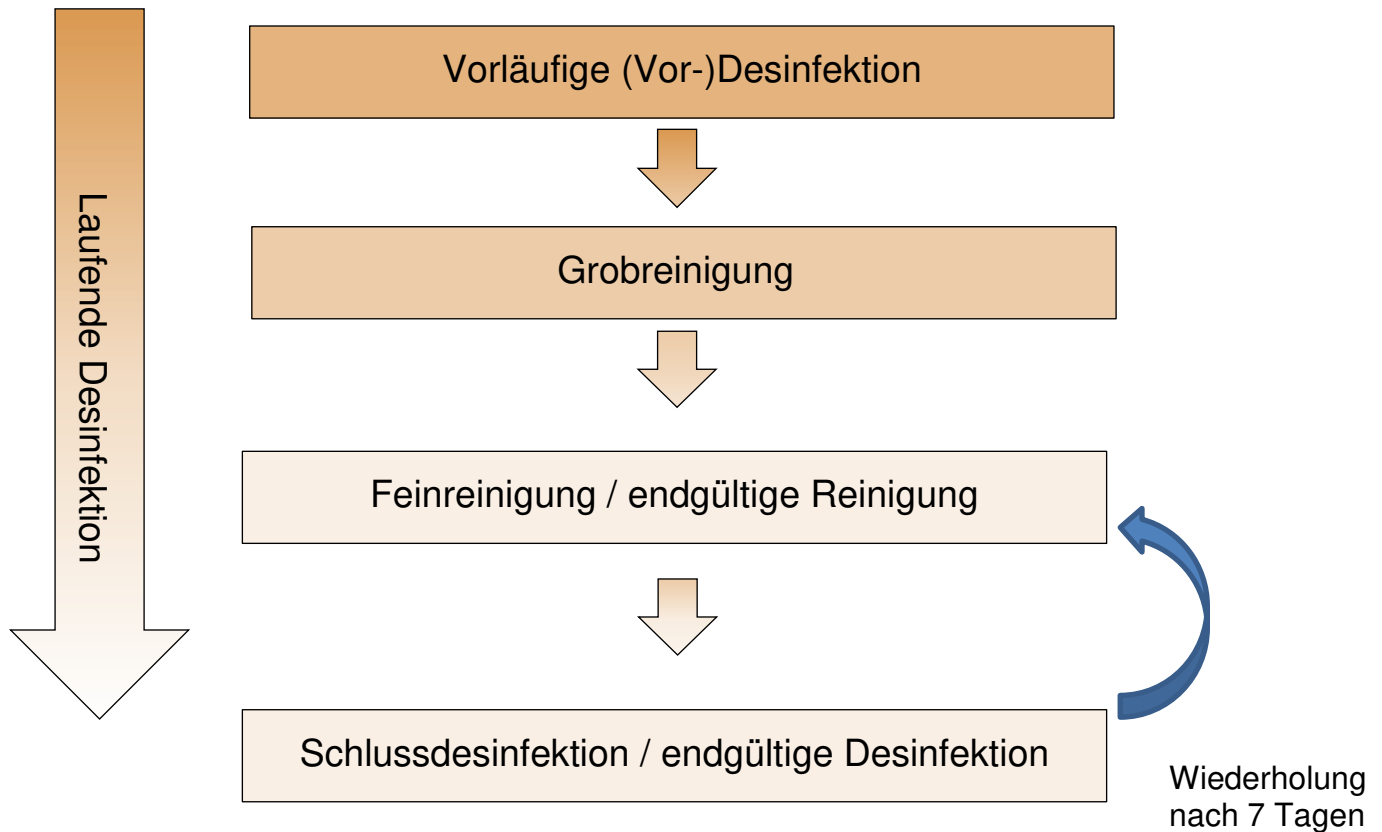 Vorläufige (Vor-)Desinfektion
Laufende Desinfektion
Grobreinigung
Feinreinigung / endgültige Reinigung
Schlussdesinfektion / endgültige Desinfektion
Wiederholung
nach 7 Tagen